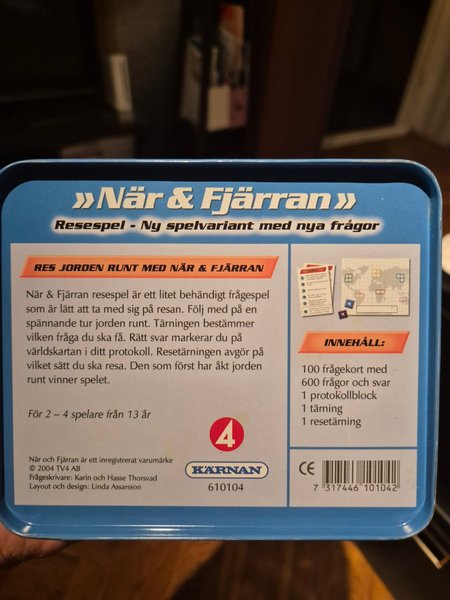 »När & Fjärran»
Resespel - Ny spelvariant med nya frågor
RES JORDEN RUNT MED NÄR & FJÄRRAN
När & Fjärran resespel är ett litet behändigt frågespel
som är lätt att ta med sig på resan. Följ med på en
spännande tur jorden runt. Tärningen bestämmer
vilken fråga du ska få. Rätt svar markerar du på
världskartan i ditt protokoll. Resetärningen avgör på
vilket sätt du ska resa. Den som först har åkt jorden
runt vinner spelet.
För 2 – 4 spelare från 13 år
4
När och Fjärran är ett inregistrerat varumärke
© 2004 TV4 AB
Frågeskrivare: Karin och Hasse Thorsvad
Layout och design: Linda Assarsson
KÄRNAN
610104
INNEHÅLL:
100 frågekort med
600 frågor och svar
1 protokollblock
1 tärning
1 resetärning
CE
7 317446 101042